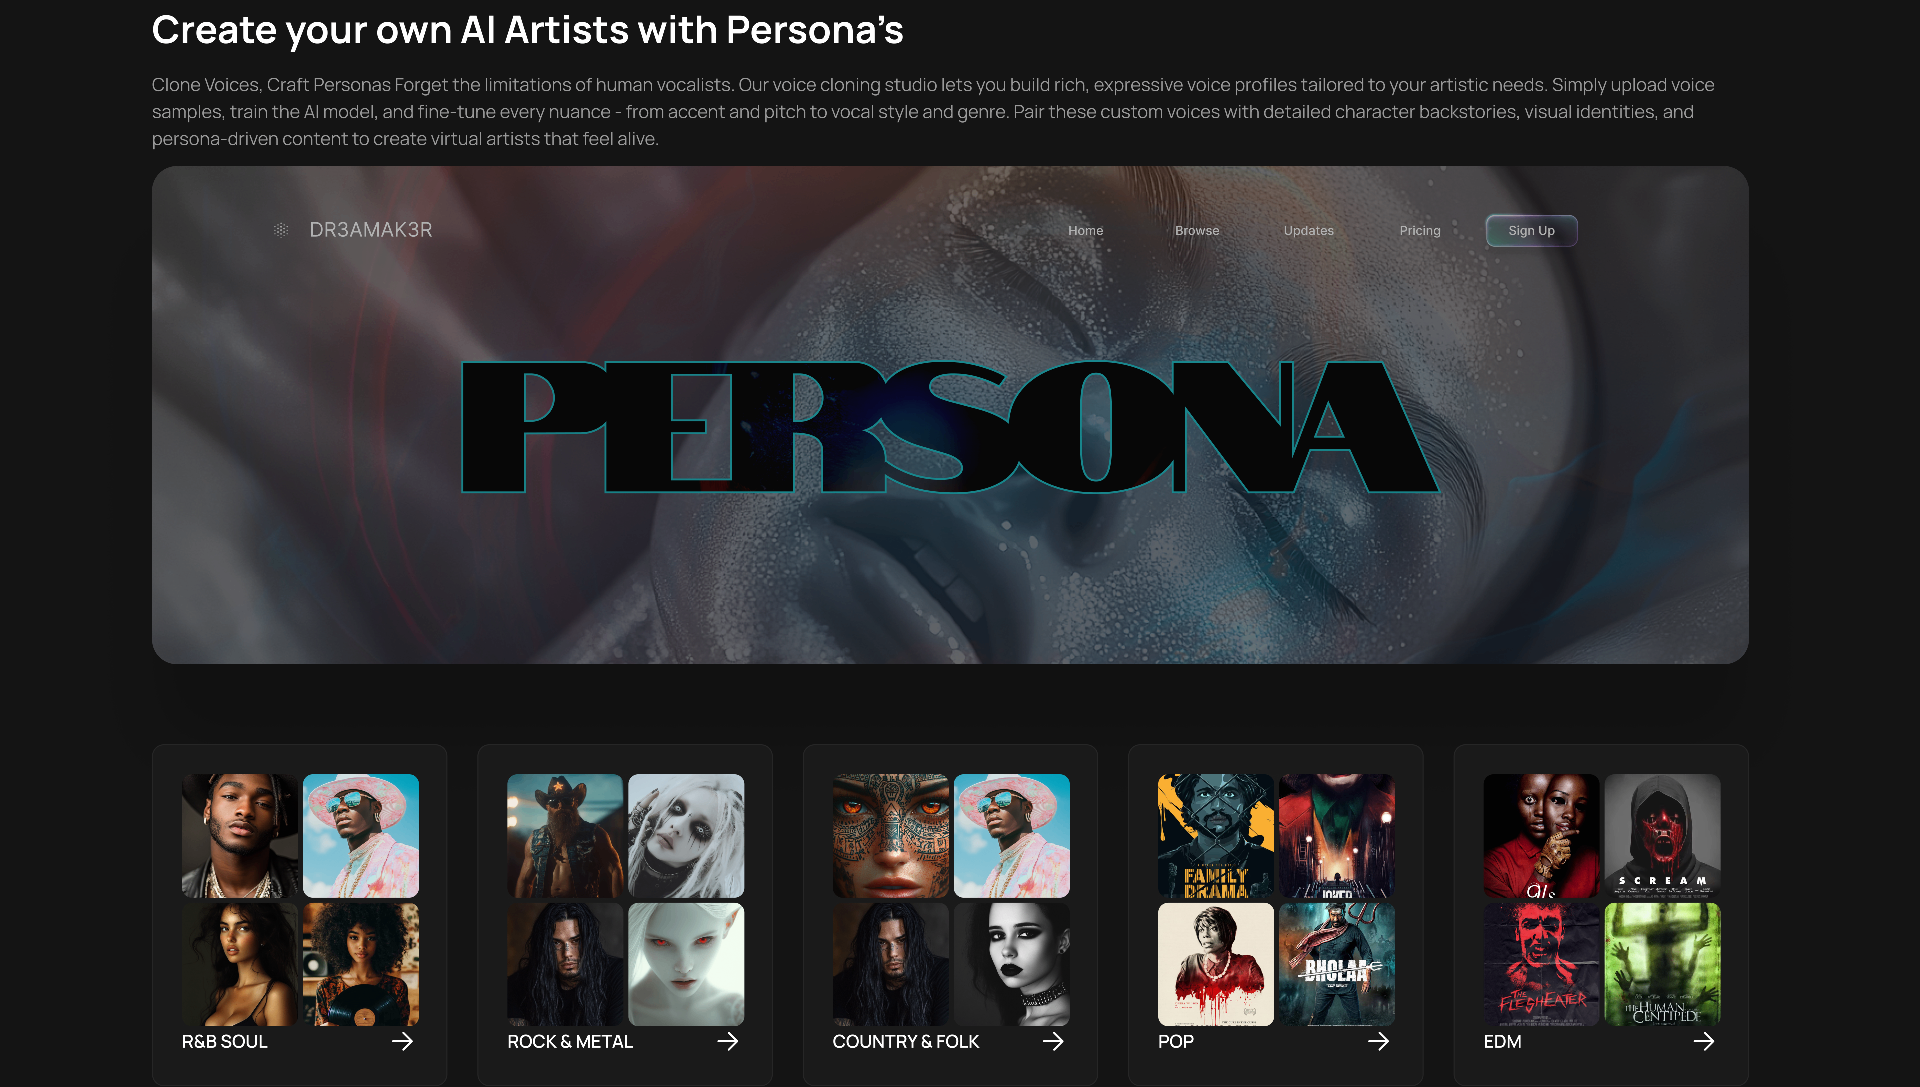 Create your own AI Artists with Persona's
Clone Voices, Craft Personas Forget the limitations of human vocalists. Our voice cloning studio lets you build rich, expressive voice profiles tailored to your artistic needs. Simply upload voice
samples, train the AI model, and fine-tune every nuance - from accent and pitch to vocal style and genre. Pair these custom voices with detailed character backstories, visual identities, and
persona-driven content to create virtual artists that feel alive.
DR3AMAK3R
Home
Browse
Updates
Pricing
Sign Up
PERSONA
FAMILY
DRAMA
JOKER
SCREAM
BHOLAA
THE
FLESHEATER
THE HUMAN
CENTIPEDE
R&B SOUL
ROCK & METAL
COUNTRY & FOLK
POP
EDM